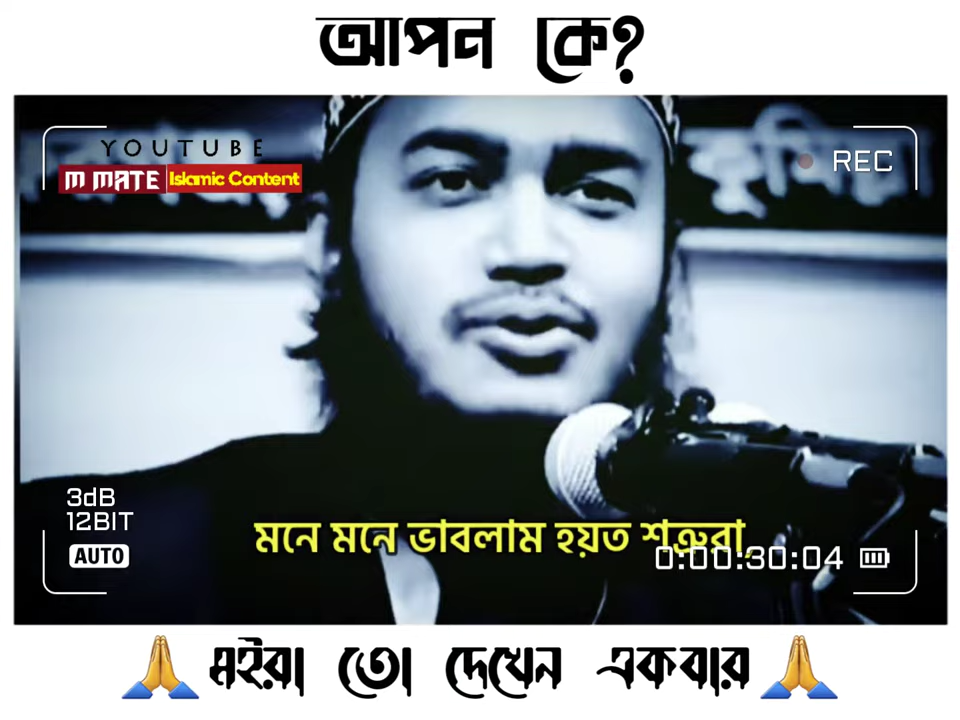 আপন কে?
YOUTUBE
M MATE Islamic Content
REC
3dB
12BIT
AUTO
মনে মনে ভাবলাম হয়ত শত্রুরা
0:00:30:04
🙏 মইরা তো দেখেন একবার 🙏